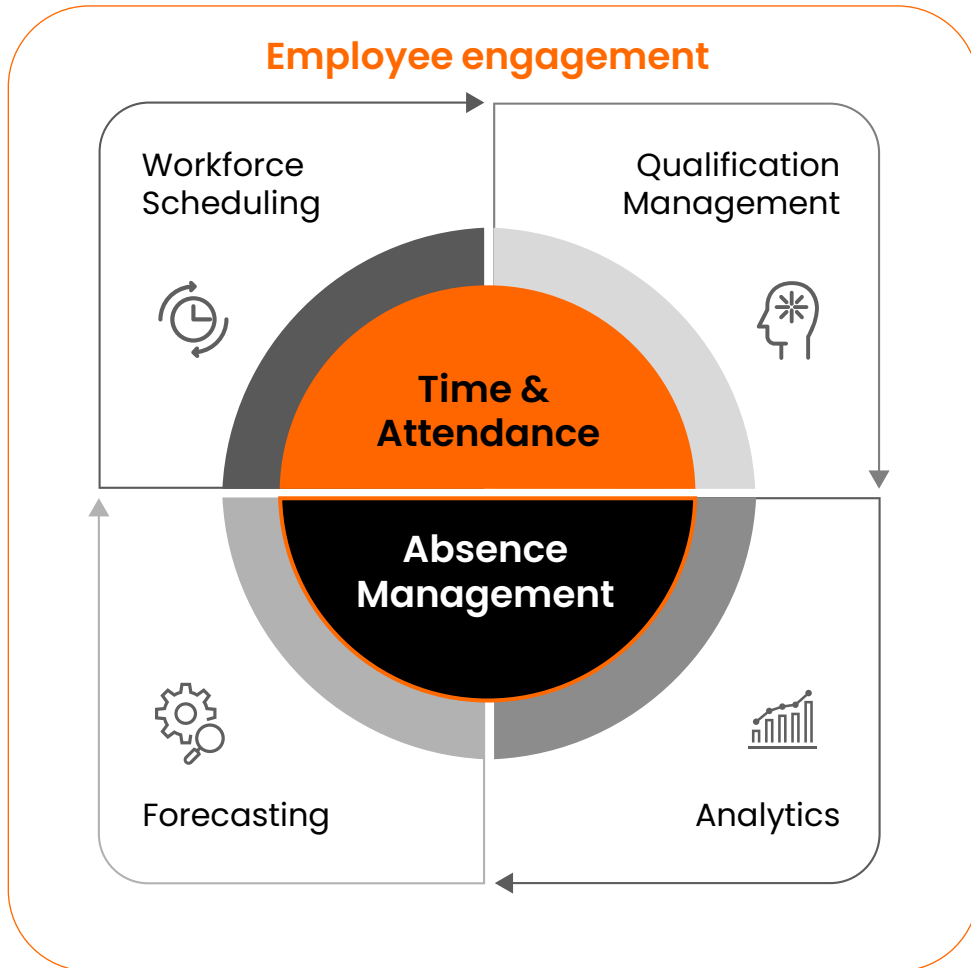 Employee engagement
Workforce
Scheduling
Qualification
Management
Time &
Attendance
Absence
Management
Forecasting
Analytics